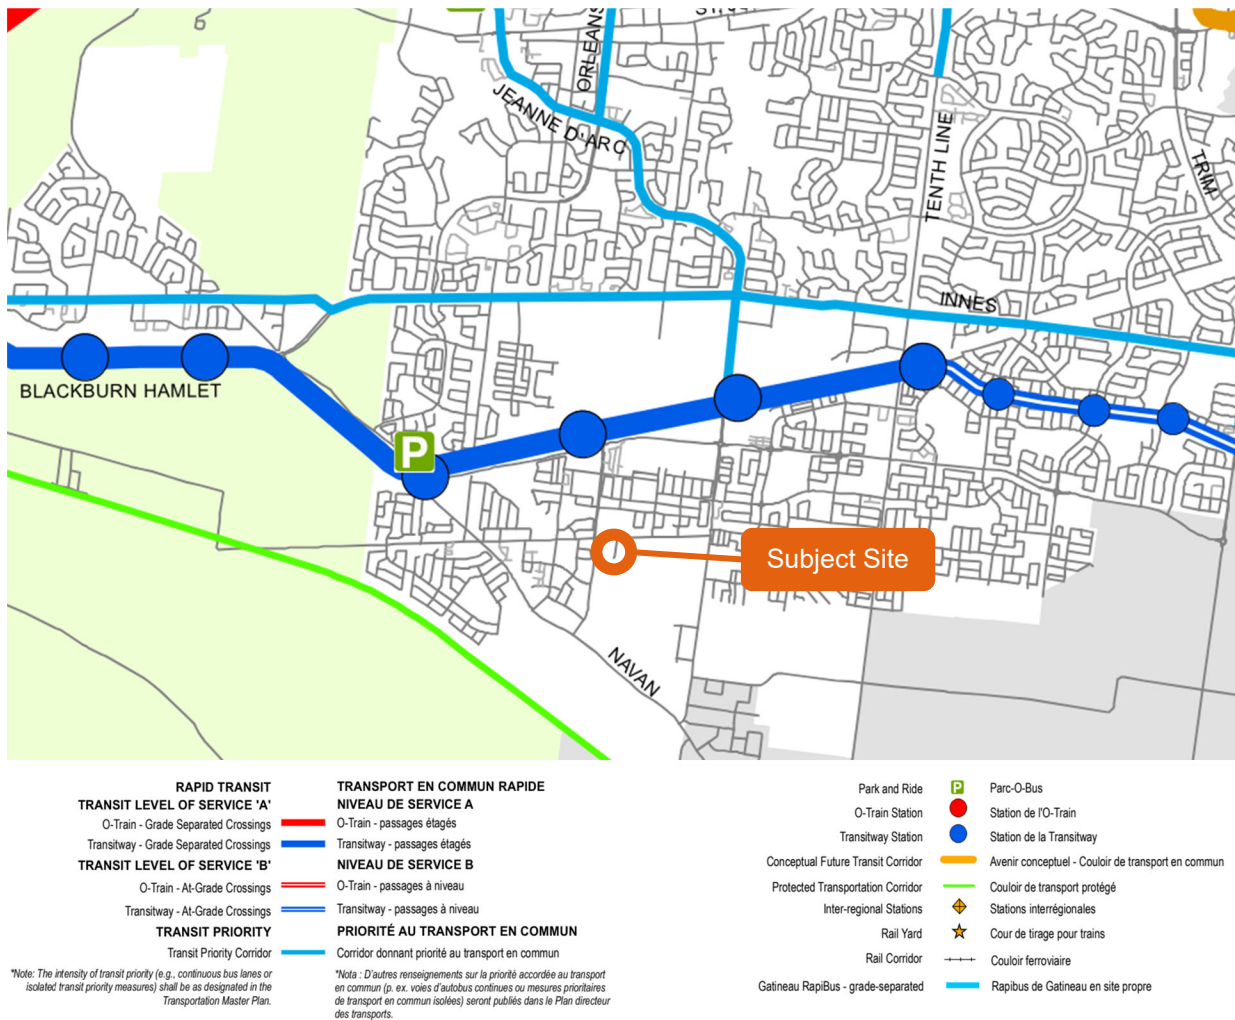 ORLEANS
JEANNE D'ARC
TENTH LINE
TRIM
INNES
BLACKBURN HAMLET
P
Subject Site
NAVAN
RAPID TRANSIT
TRANSIT LEVEL OF SERVICE 'A'
O-Train - Grade Separated Crossings
Transitway - Grade Separated Crossings
TRANSIT LEVEL OF SERVICE 'B'
O-Train - At-Grade Crossings
Transitway - At-Grade Crossings
TRANSIT PRIORITY
Transit Priority Corridor
*Note: The intensity of transit priority (e.g., continuous bus lanes or
isolated transit priority measures) shall be as designated in the
Transportation Master Plan.
TRANSPORT EN COMMUN RAPIDE
NIVEAU DE SERVICE A
O-Train - passages étagés
Transitway - passages étagés
NIVEAU DE SERVICE B
O-Train - passages à niveau
Transitway - passages à niveau
PRIORITÉ AU TRANSPORT EN COMMUN
Corridor donnant priorité au transport en commun
*Nota : D'autres renseignements sur la priorité accordée au transport
en commun (p. ex. voies d'autobus continues ou mesures prioritaires
de transport en commun isolées) seront publiés dans le Plan directeur
des transports.
Park and Ride P Parc-O-Bus
O-Train Station Station de l'O-Train
Transitway Station Station de la Transitway
Conceptual Future Transit Corridor Avenir conceptuel - Couloir de transport en commun
Protected Transportation Corridor Couloir de transport protégé
Inter-regional Stations Stations interrégionales
Rail Yard Cour de tirage pour trains
Rail Corridor Couloir ferroviaire
Gatineau RapiBus - grade-separated Rapibus de Gatineau en site propre